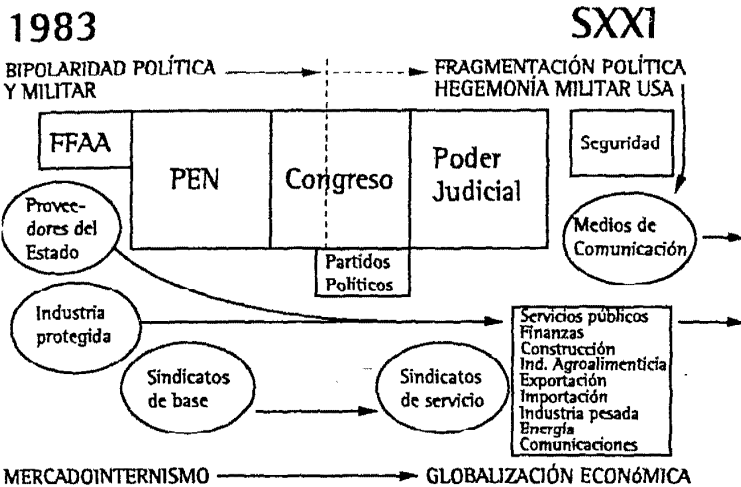 1983
SXXI
BIPOLARIDAD POLÍTICA
Y MILITAR
FRAGMENTACIÓN POLÍTICA
HEGEMONÍA MILITAR USA
FFAA
PEN
Congreso
Poder
Judicial
Seguridad
Provee-
dores del
Estado
Partidos
Políticos
Medios de
Comunicación
Industria
protegida
Sindicatos
de base
Sindicatos
de servicio
Servicios públicos
Finanzas
Construcción
Ind. Agroalimenticia
Exportación
Importación
Industria pesada
Energía
Comunicaciones
MERCADOINTERNISMO
GLOBALIZACIÓN ECONÓMICA